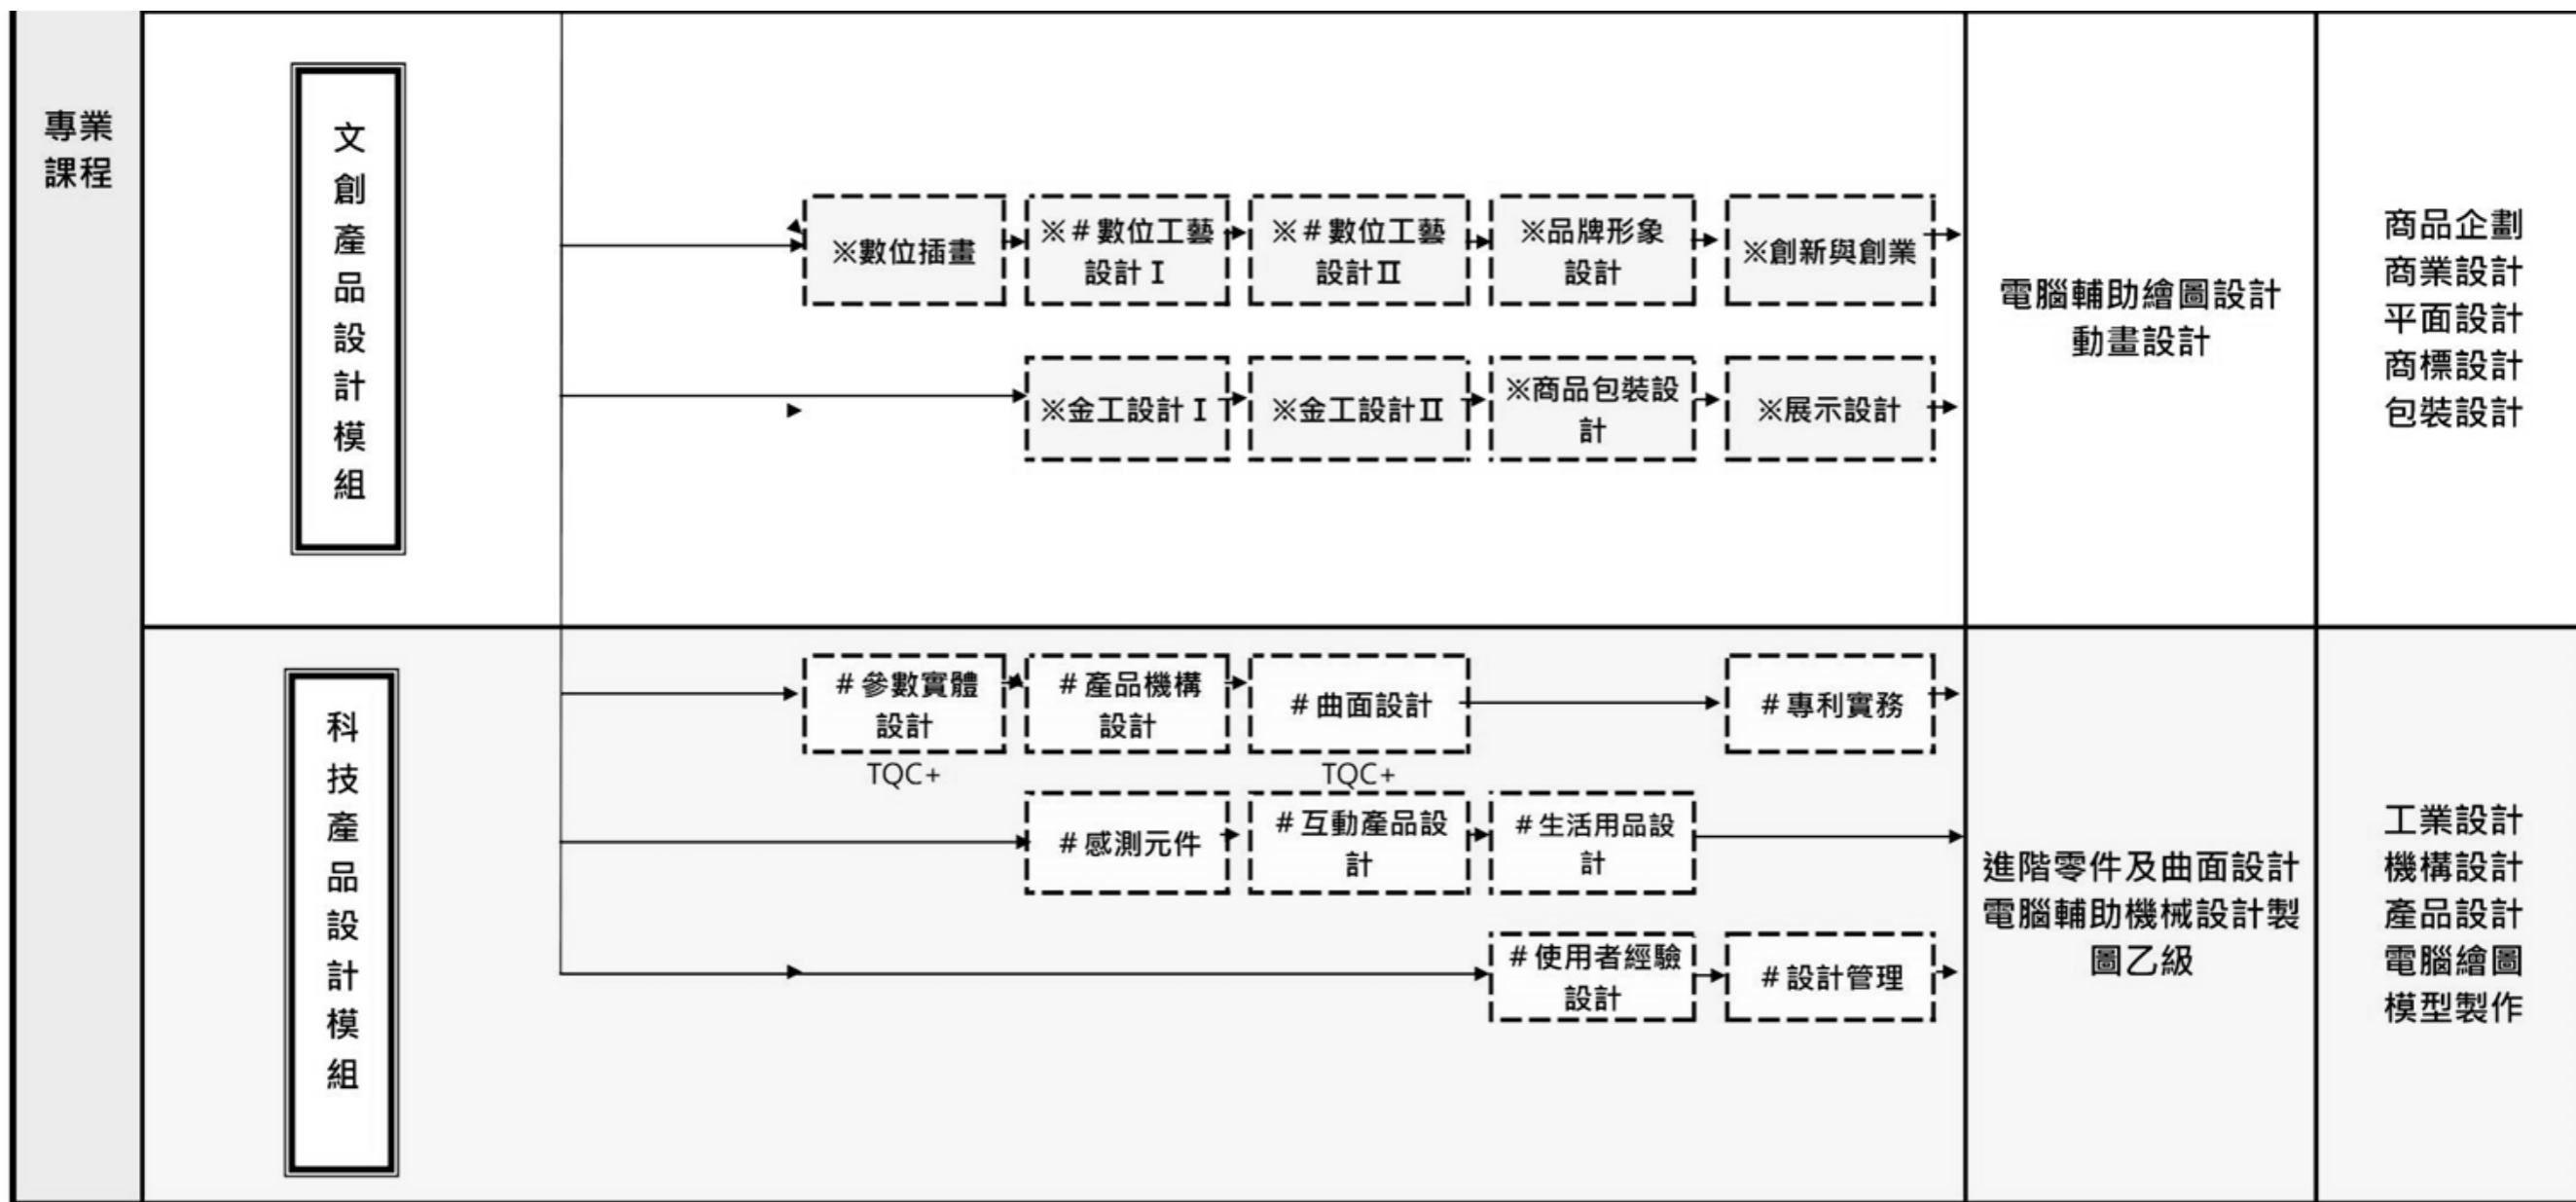 專業
課程
文創產品設計模組
※數位插畫
※#數位工藝
設計Ⅰ
※#數位工藝
設計Ⅱ
※品牌形象
設計
※創新與創業
※金工設計Ⅰ
※金工設計Ⅱ
※商品包裝設
計
※展示設計
電腦輔助繪圖設計
動畫設計
商品企劃
商業設計
平面設計
商標設計
包裝設計
科技產品設計模組
#參數實體
設計
TQC+
#產品機構
設計
#曲面設計
TQC+
#專利實務
#感測元件
#互動產品設
計
#生活用品設
計
#使用者經驗
設計
#設計管理
進階零件及曲面設計
電腦輔助機械設計製
圖乙級
工業設計
機構設計
產品設計
電腦繪圖
模型製作